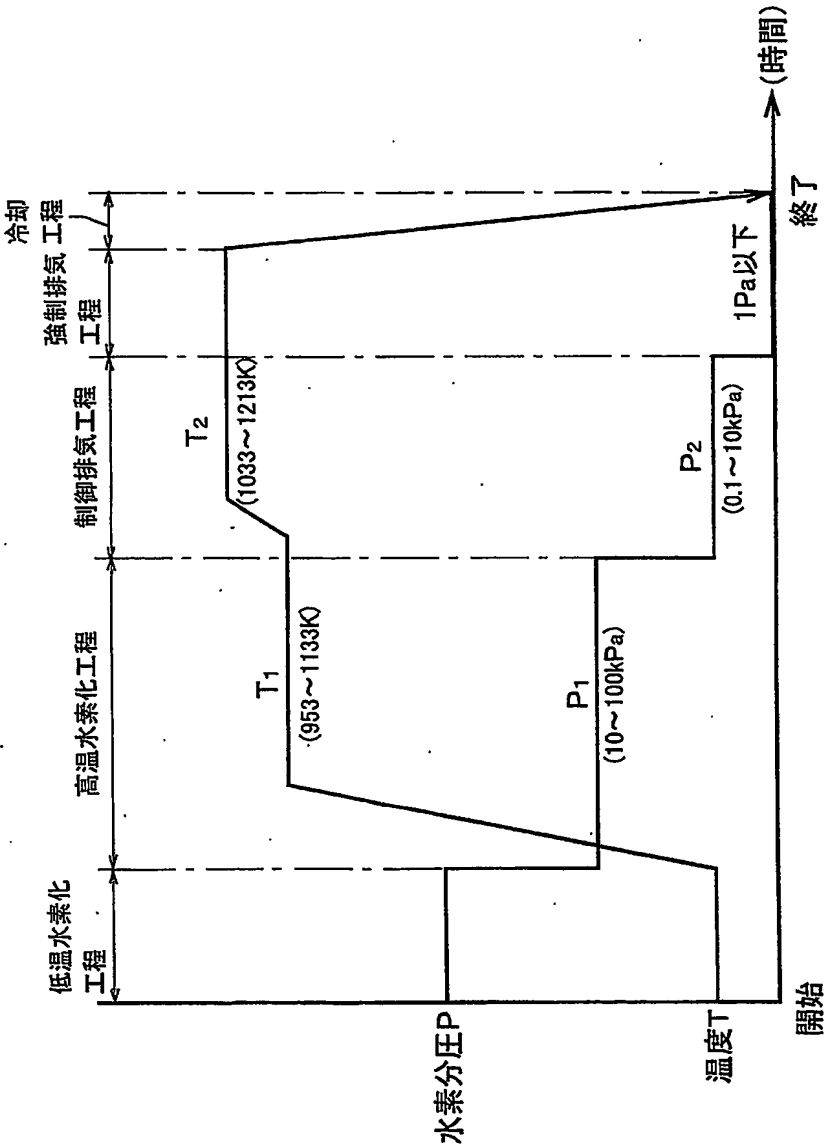 低温水素化
工程
高温水素化工程
制御排気工程
強制排気
工程
冷却
工程
T₁
(953～1133K)
T₂
(1033～1213K)
水素分圧P
P₁
(10～100kPa)
P₂
(0.1～10kPa)
1Pa以下
温度T
開始
終了
(時間)